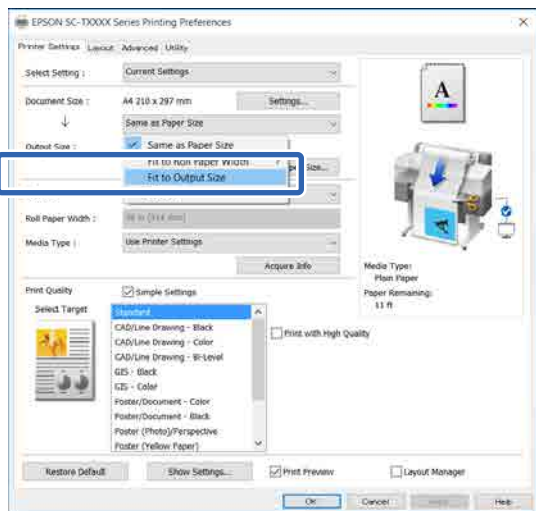 EPSON SC-TXXXX Series Printing Preferences
Printer Settings Layout Advanced Utility
Select Setting : Current Settings
Document Size : A4 210 x 297 mm Settings...
Same as Paper Size
Output Size : Same as Paper Size
Fit to Roll Paper Width
Size...
Fit to Output Size
Roll Paper Width :
Media Type : Use Printer Settings
Acquire Info
Print Quality Simple Settings
Select Target
Standard
CAD/Line Drawing - Black
CAD/Line Drawing - Color
CAD/Line Drawing - Bi-Level
GIS - Black
GIS - Color
Poster/Document - Color
Poster/Document - Black
Poster (Photo)/Perspective
Poster (Yellow Paper)
Print with High Quality
A
Media Type:
Plain Paper
Paper Remaining:
11 ft
Restore Default Show Settings... Print Preview Layout Manager
OK Cancel Help